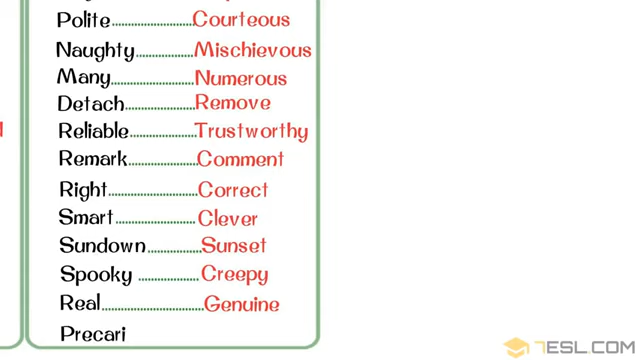 Polite..................Courteous
Naughty..............Mischievous
Many....................Numerous
Detach.................Remove
Reliable................Trustworthy
Remark................Comment
Right....................Correct
Smart...................Clever
Sundown.............Sunset
Spooky ..............Creepy
Real.......................Genuine
Precari
7ESL.COM